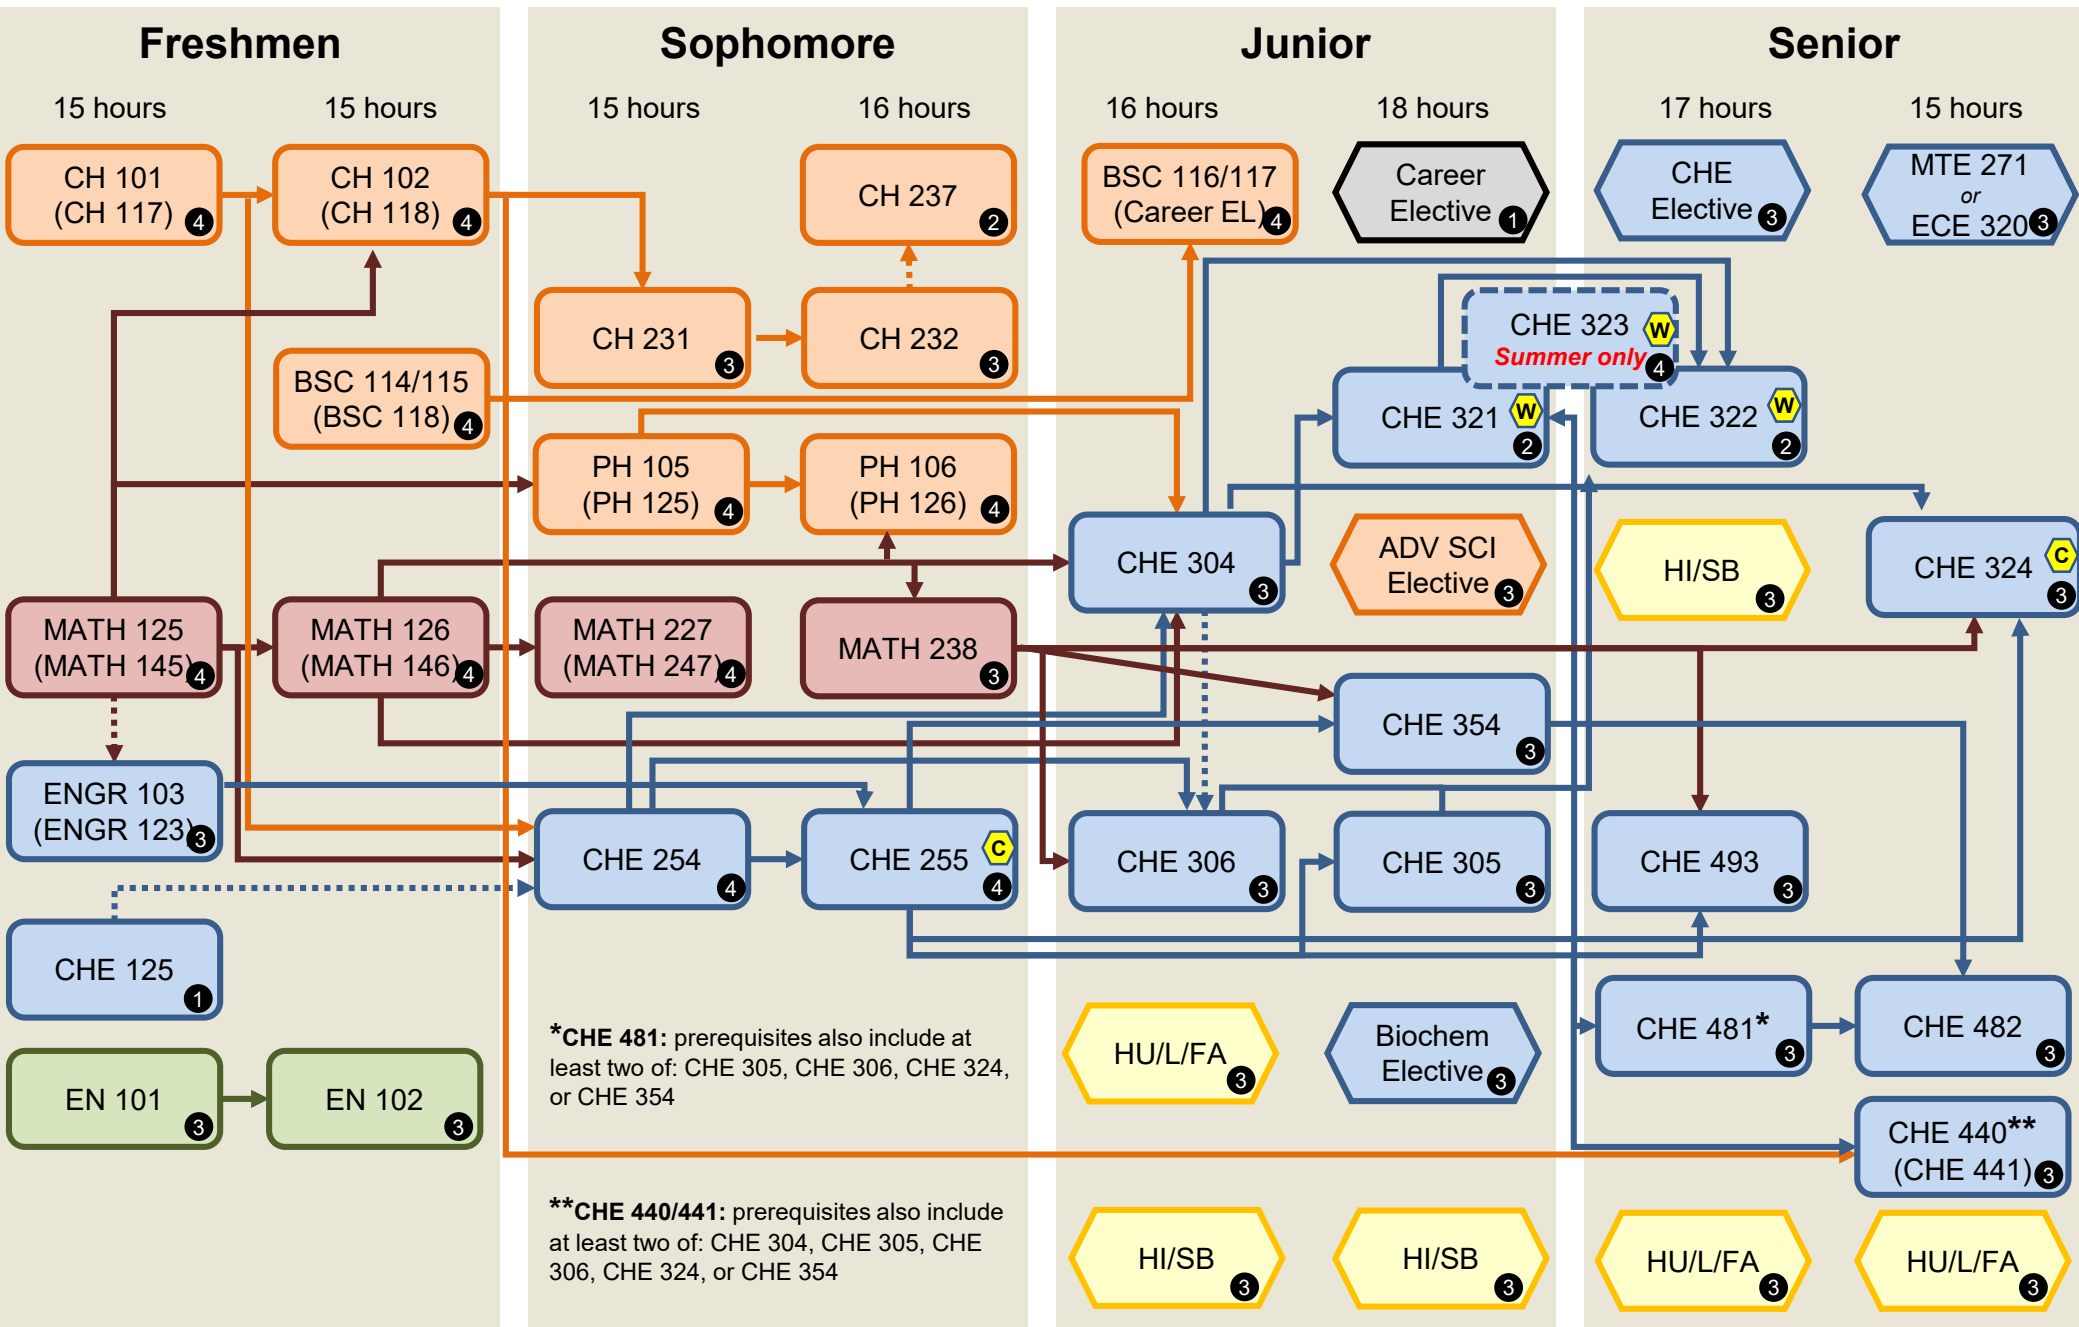 Freshmen
Sophomore
Junior
Senior
15 hours
15 hours
15 hours
16 hours
16 hours
18 hours
17 hours
15 hours
CH 101
(CH 117)
4
CH 102
(CH 118)
4
CH 237
2
BSC 116/117
(Career EL)
4
Career
Elective
1
CHE
Elective
3
MTE 271
or
ECE 320
3
CH 231
3
CH 232
3
CHE 323
W
Summer only
4
BSC 114/115
(BSC 118)
4
CHE 321
W
2
CHE 322
W
2
PH 105
(PH 125)
4
PH 106
(PH 126)
4
CHE 304
3
ADV SCI
Elective
3
HI/SB
3
CHE 324
C
3
MATH 125
(MATH 145)
4
MATH 126
(MATH 146)
4
MATH 227
(MATH 247)
4
MATH 238
3
CHE 354
3
ENGR 103
(ENGR 123)
3
CHE 254
4
CHE 255
C
4
CHE 306
3
CHE 305
3
CHE 493
3
CHE 125
1
*CHE 481: prerequisites also include at
least two of: CHE 305, CHE 306, CHE 324,
or CHE 354
HU/L/FA
3
Biochem
Elective
3
CHE 481*
3
CHE 482
3
EN 101
3
EN 102
3
CHE 440**
(CHE 441)
3
**CHE 440/441: prerequisites also include
at least two of: CHE 304, CHE 305, CHE
306, CHE 324, or CHE 354
HI/SB
3
HI/SB
3
HU/L/FA
3
HU/L/FA
3